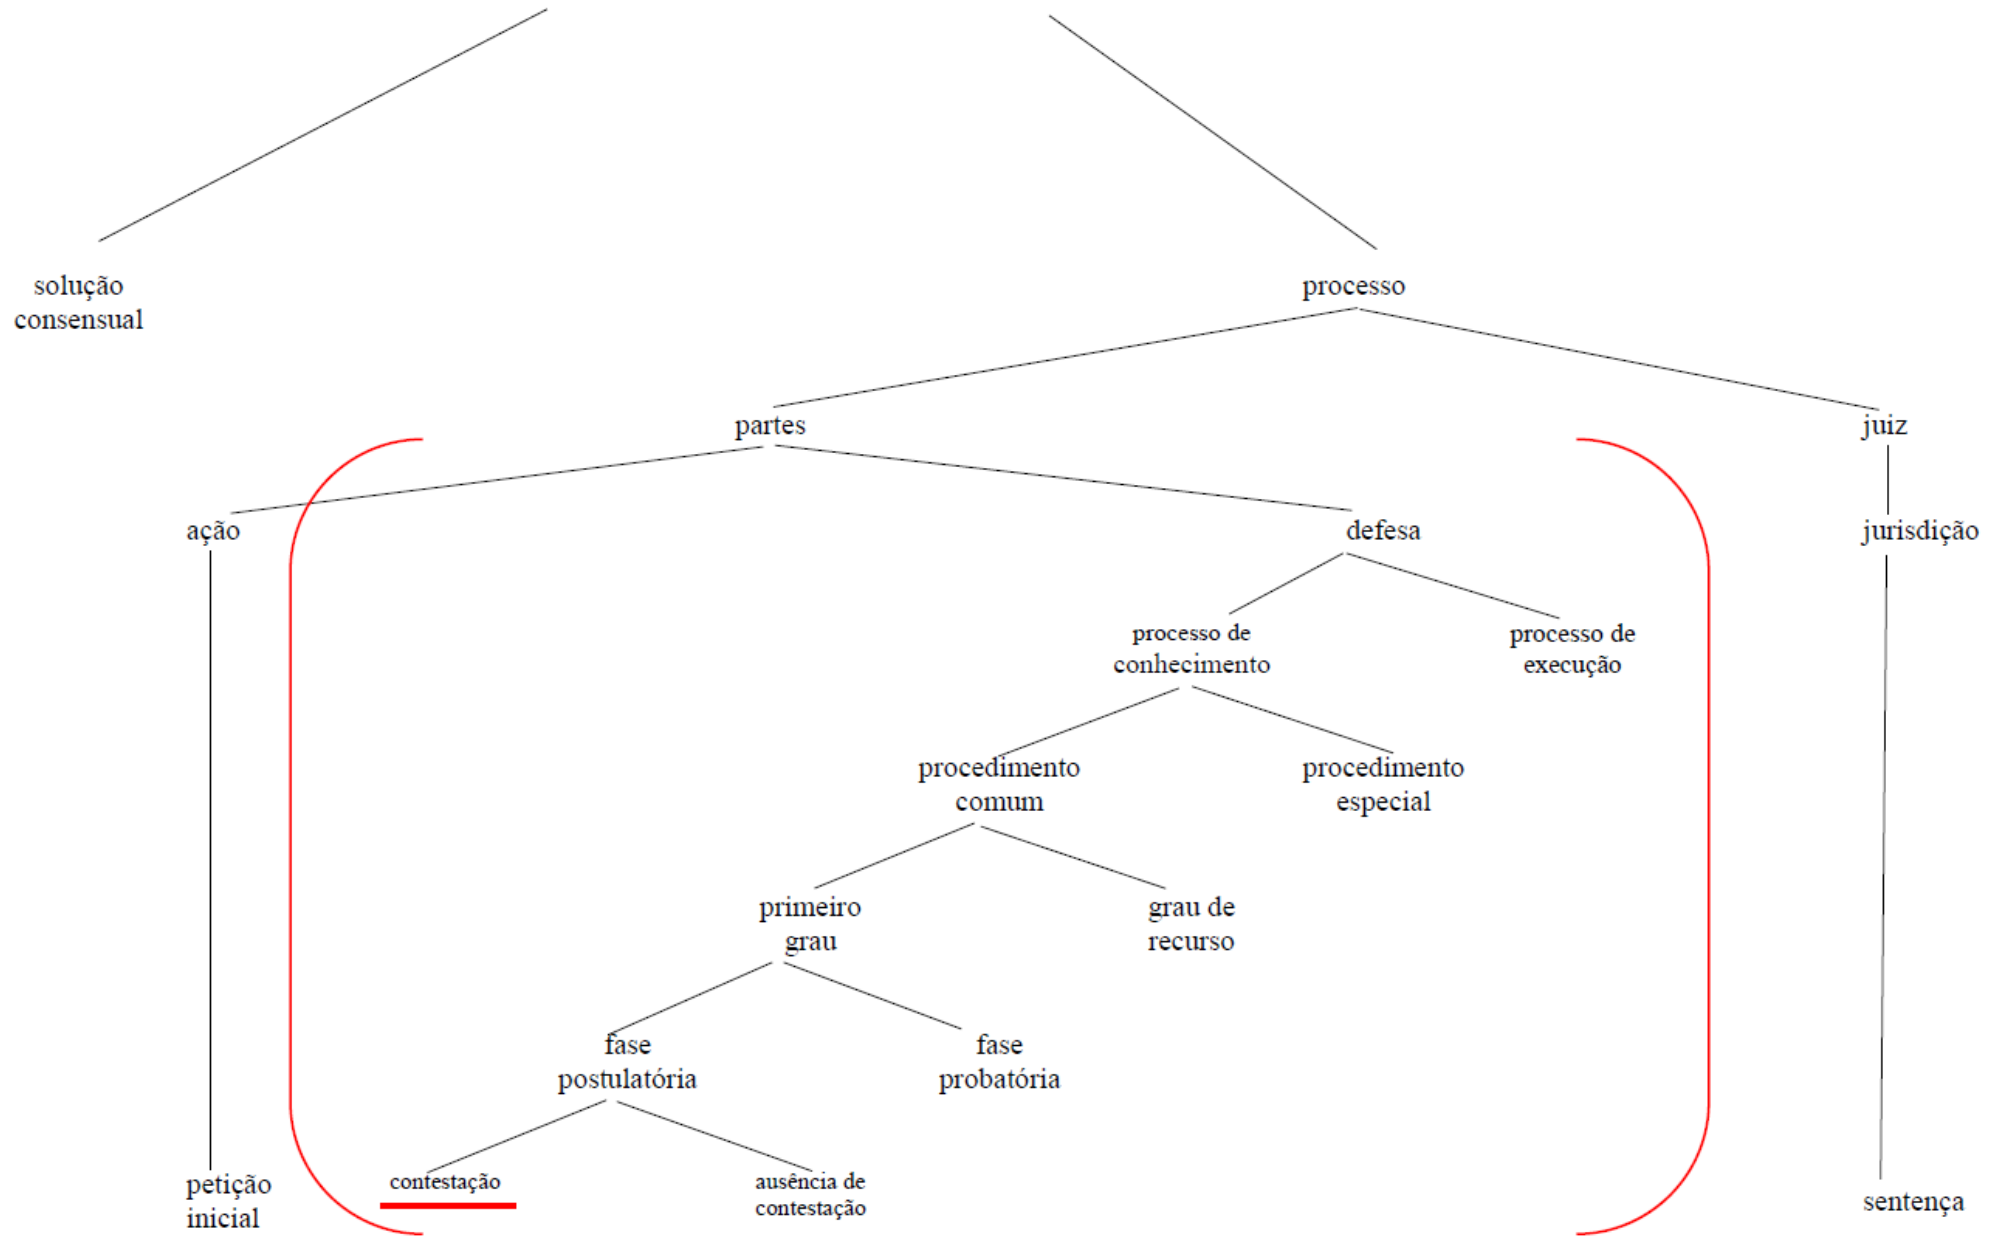 solução
consensual
processo
partes
juiz
ação
defesa
jurisdição
processo de
conhecimento
processo de
execução
procedimento
comum
procedimento
especial
primeiro
grau
grau de
recurso
fase
postulatória
fase
probatória
petição
inicial
contestação
ausência de
contestação
sentença